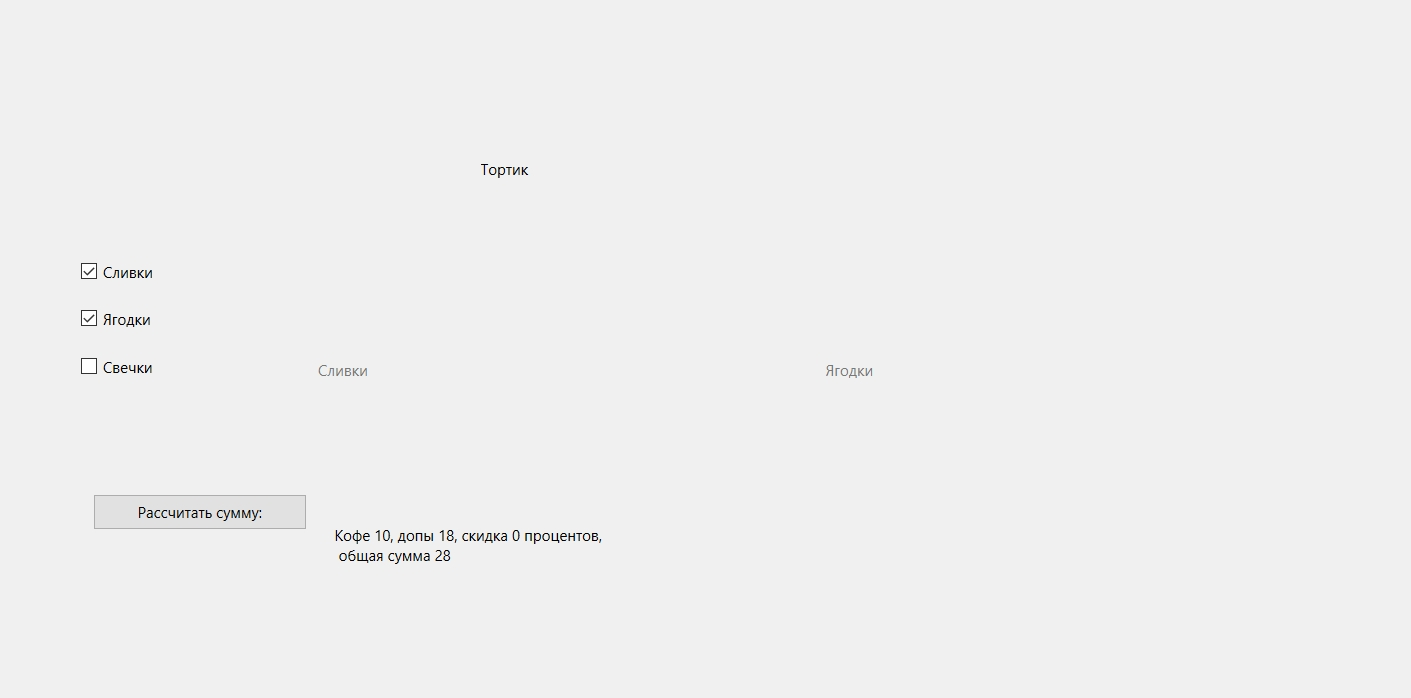 Тортик
Сливки
Ягодки
Свечки
Сливки
Ягодки
Рассчитать сумму:
Кофе 10, допы 18, скидка 0 процентов,
общая сумма 28